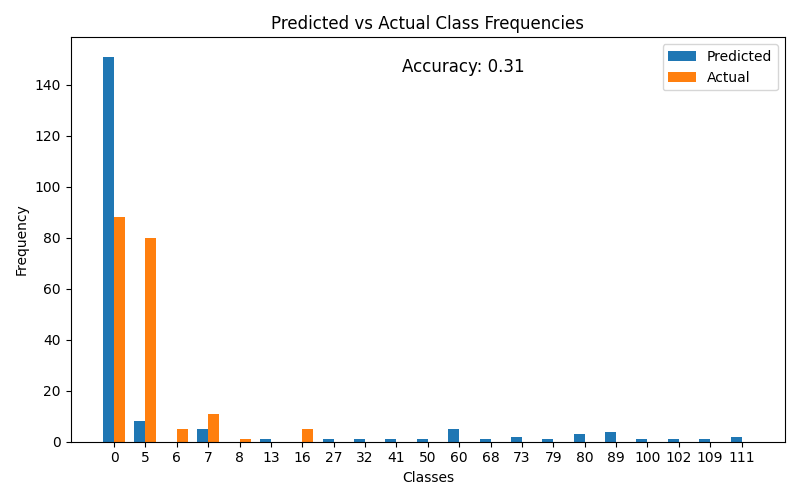 Predicted vs Actual Class Frequencies
Accuracy: 0.31
Predicted
Actual
Frequency
140
120
100
80
60
40
20
0
0 5 6 7 8 13 16 27 32 41 50 60 68 73 79 80 89 100 102 109 111
Classes